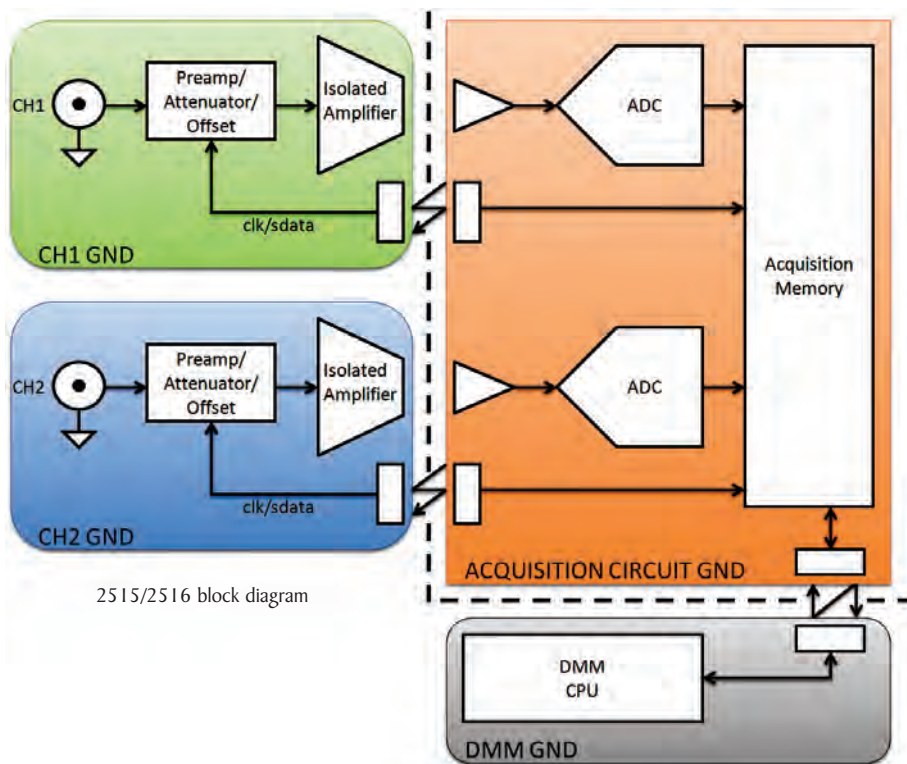 CH1
Preamp/
Attenuator/
Offset
Isolated
Amplifier
clk/sdata
CH1 GND
ADC
Acquisition
Memory
CH2
Preamp/
Attenuator/
Offset
Isolated
Amplifier
clk/sdata
CH2 GND
ADC
ACQUISITION CIRCUIT GND
2515/2516 block diagram
DMM
CPU
DMM GND